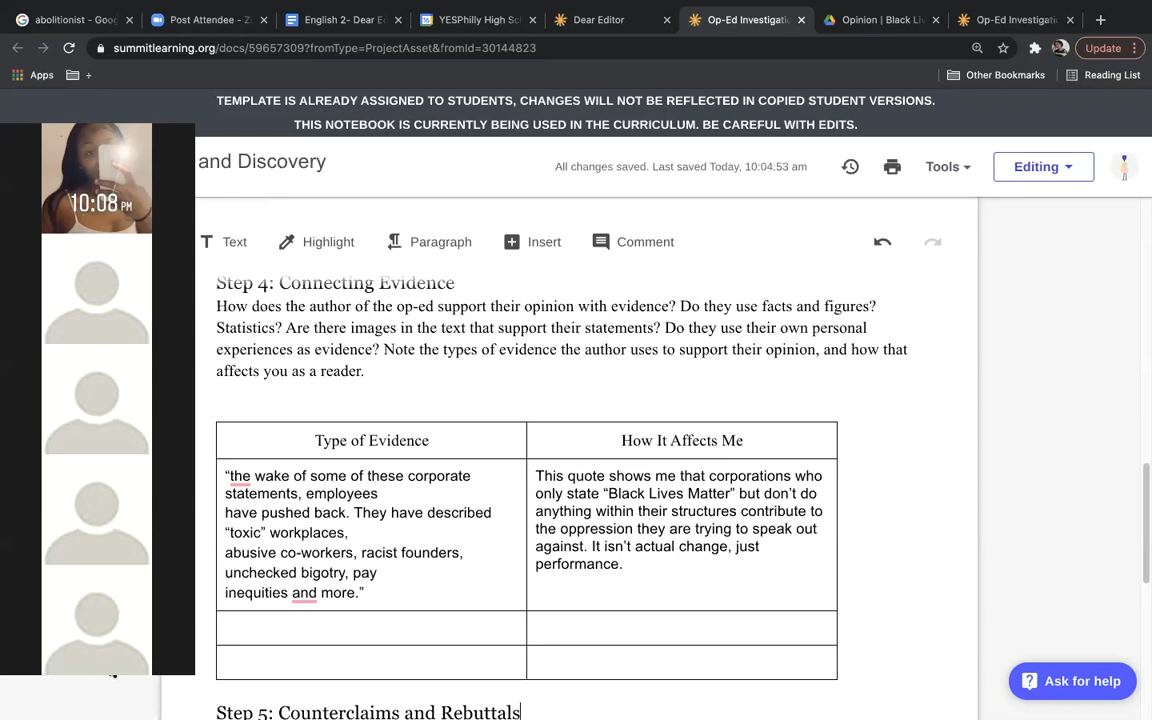 abolitionist - Goog
Post Attendee - Z
English 2- Dear E
YESPhilly High Sc
Dear Editor
Op-Ed Investigati
Opinion | Black Liv
Op-Ed Investigatio
summitlearning.org/docs/59657309?fromType=ProjectAsset&fromId=30144823
Update
Apps
+
Other Bookmarks
Reading List
TEMPLATE IS ALREADY ASSIGNED TO STUDENTS, CHANGES WILL NOT BE REFLECTED IN COPIED STUDENT VERSIONS.
THIS NOTEBOOK IS CURRENTLY BEING USED IN THE CURRICULUM. BE CAREFUL WITH EDITS.
and Discovery
All changes saved. Last saved Today, 10:04:53 am
Tools
Editing
10:08 PM
Text
Highlight
Paragraph
Insert
Comment
Step 4: Connecting Evidence
How does the author of the op-ed support their opinion with evidence? Do they use facts and figures?
Statistics? Are there images in the text that support their statements? Do they use their own personal
experiences as evidence? Note the types of evidence the author uses to support their opinion, and how that
affects you as a reader.
Type of Evidence
How It Affects Me
“the wake of some of these corporate
statements, employees
have pushed back. They have described
“toxic” workplaces,
abusive co-workers, racist founders,
unchecked bigotry, pay
inequities and more.”
This quote shows me that corporations who
only state “Black Lives Matter” but don’t do
anything within their structures contribute to
the oppression they are trying to speak out
against. It isn’t actual change, just
performance.
Step 5: Counterclaims and Rebuttals
Ask for help